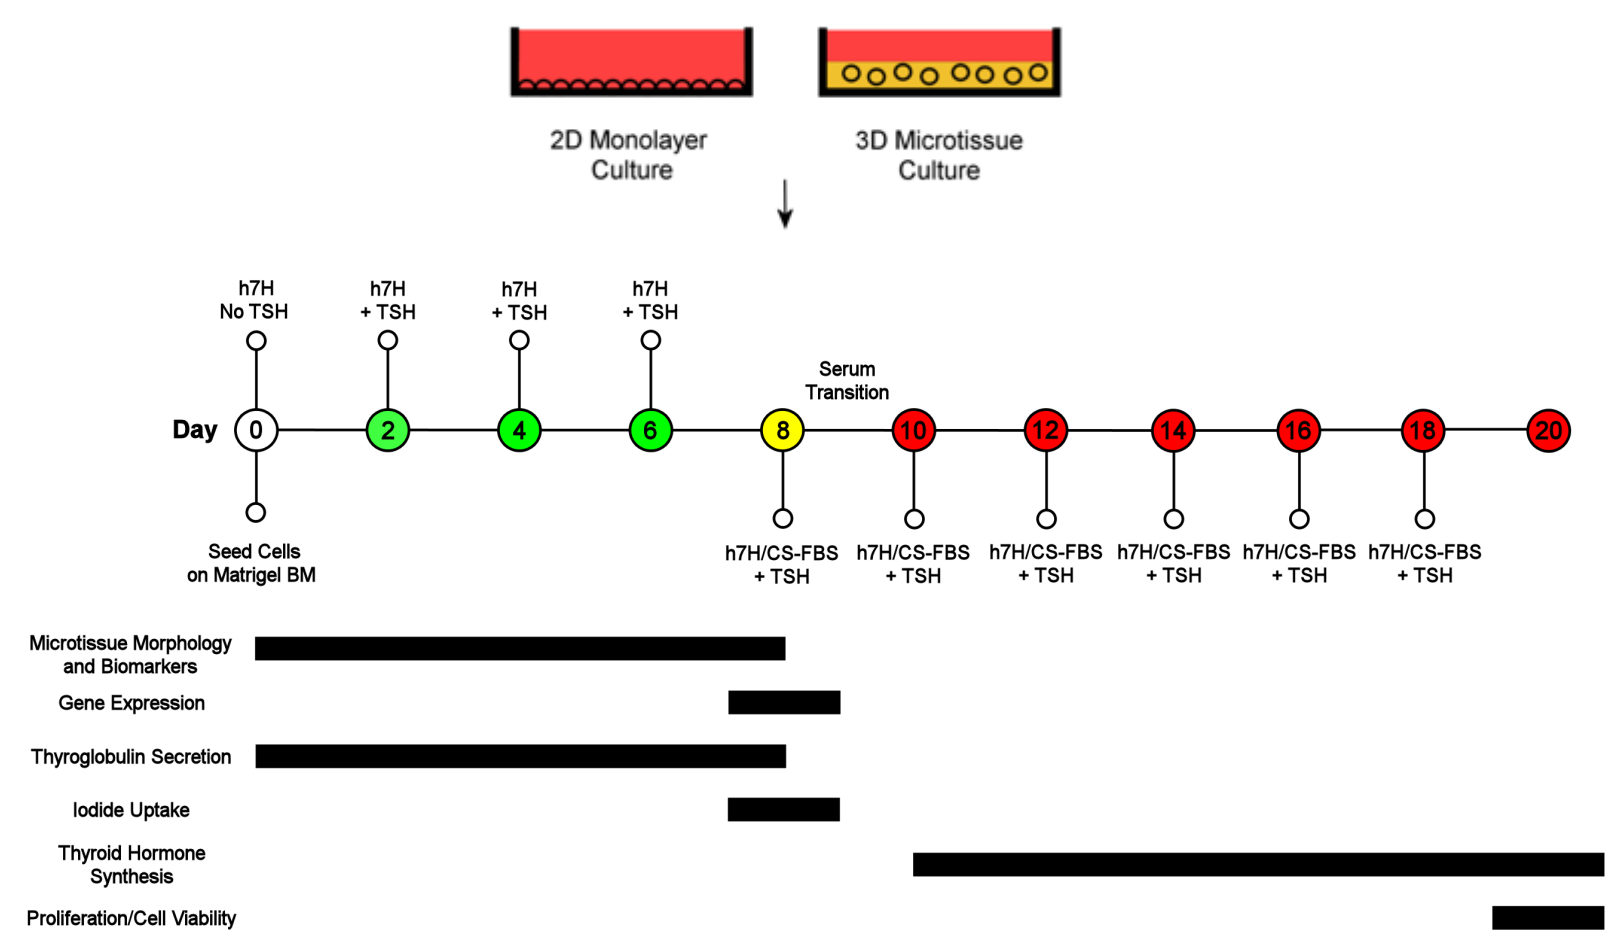 2D Monolayer
Culture
3D Microtissue
Culture
h7H
No TSH
h7H
+ TSH
h7H
+ TSH
h7H
+ TSH
Serum
Transition
Day
0
2
4
6
8
10
12
14
16
18
20
Seed Cells
on Matrigel BM
h7H/CS-FBS
+ TSH
h7H/CS-FBS
+ TSH
h7H/CS-FBS
+ TSH
h7H/CS-FBS
+ TSH
h7H/CS-FBS
+ TSH
h7H/CS-FBS
+ TSH
Microtissue Morphology
and Biomarkers
Gene Expression
Thyroglobulin Secretion
Iodide Uptake
Thyroid Hormone
Synthesis
Proliferation/Cell Viability